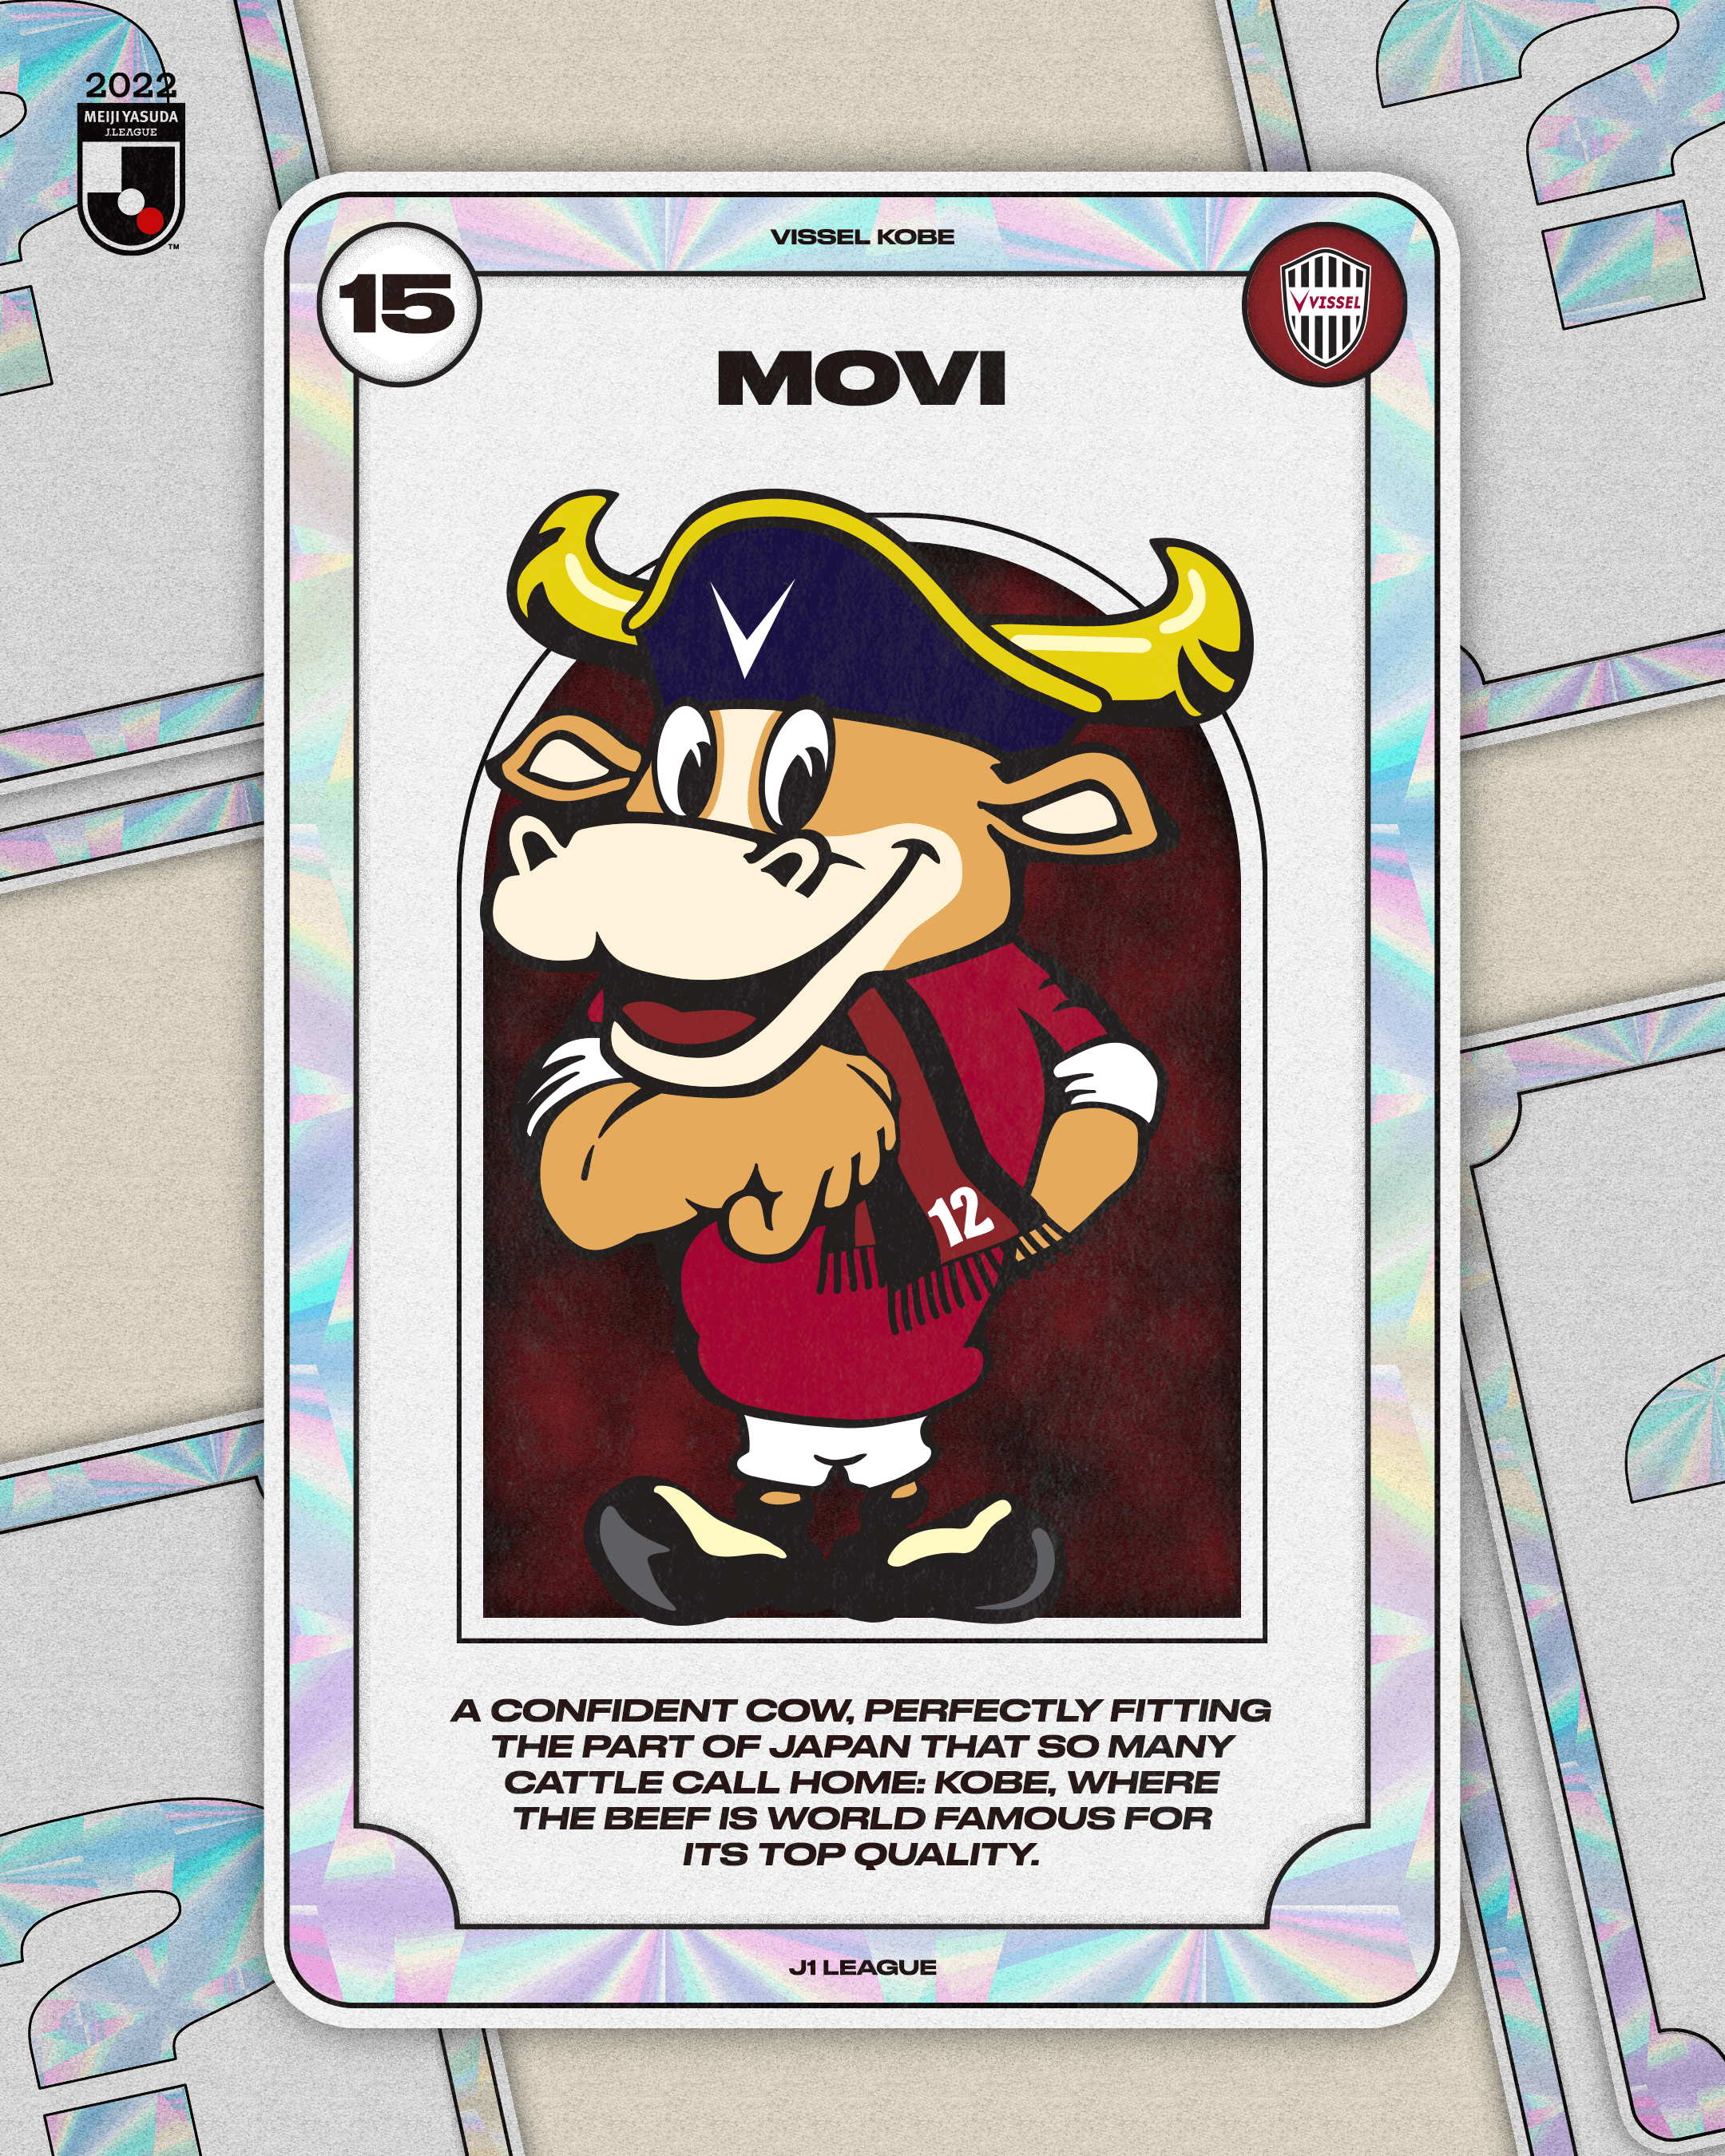 2022
MEIJI YASUDA
J.LEAGUE
TM
VISSEL KOBE
15
VISSEL
MOVI
V
12
A CONFIDENT COW, PERFECTLY FITTING
THE PART OF JAPAN THAT SO MANY
CATTLE CALL HOME: KOBE, WHERE
THE BEEF IS WORLD FAMOUS FOR
ITS TOP QUALITY.
J1 LEAGUE